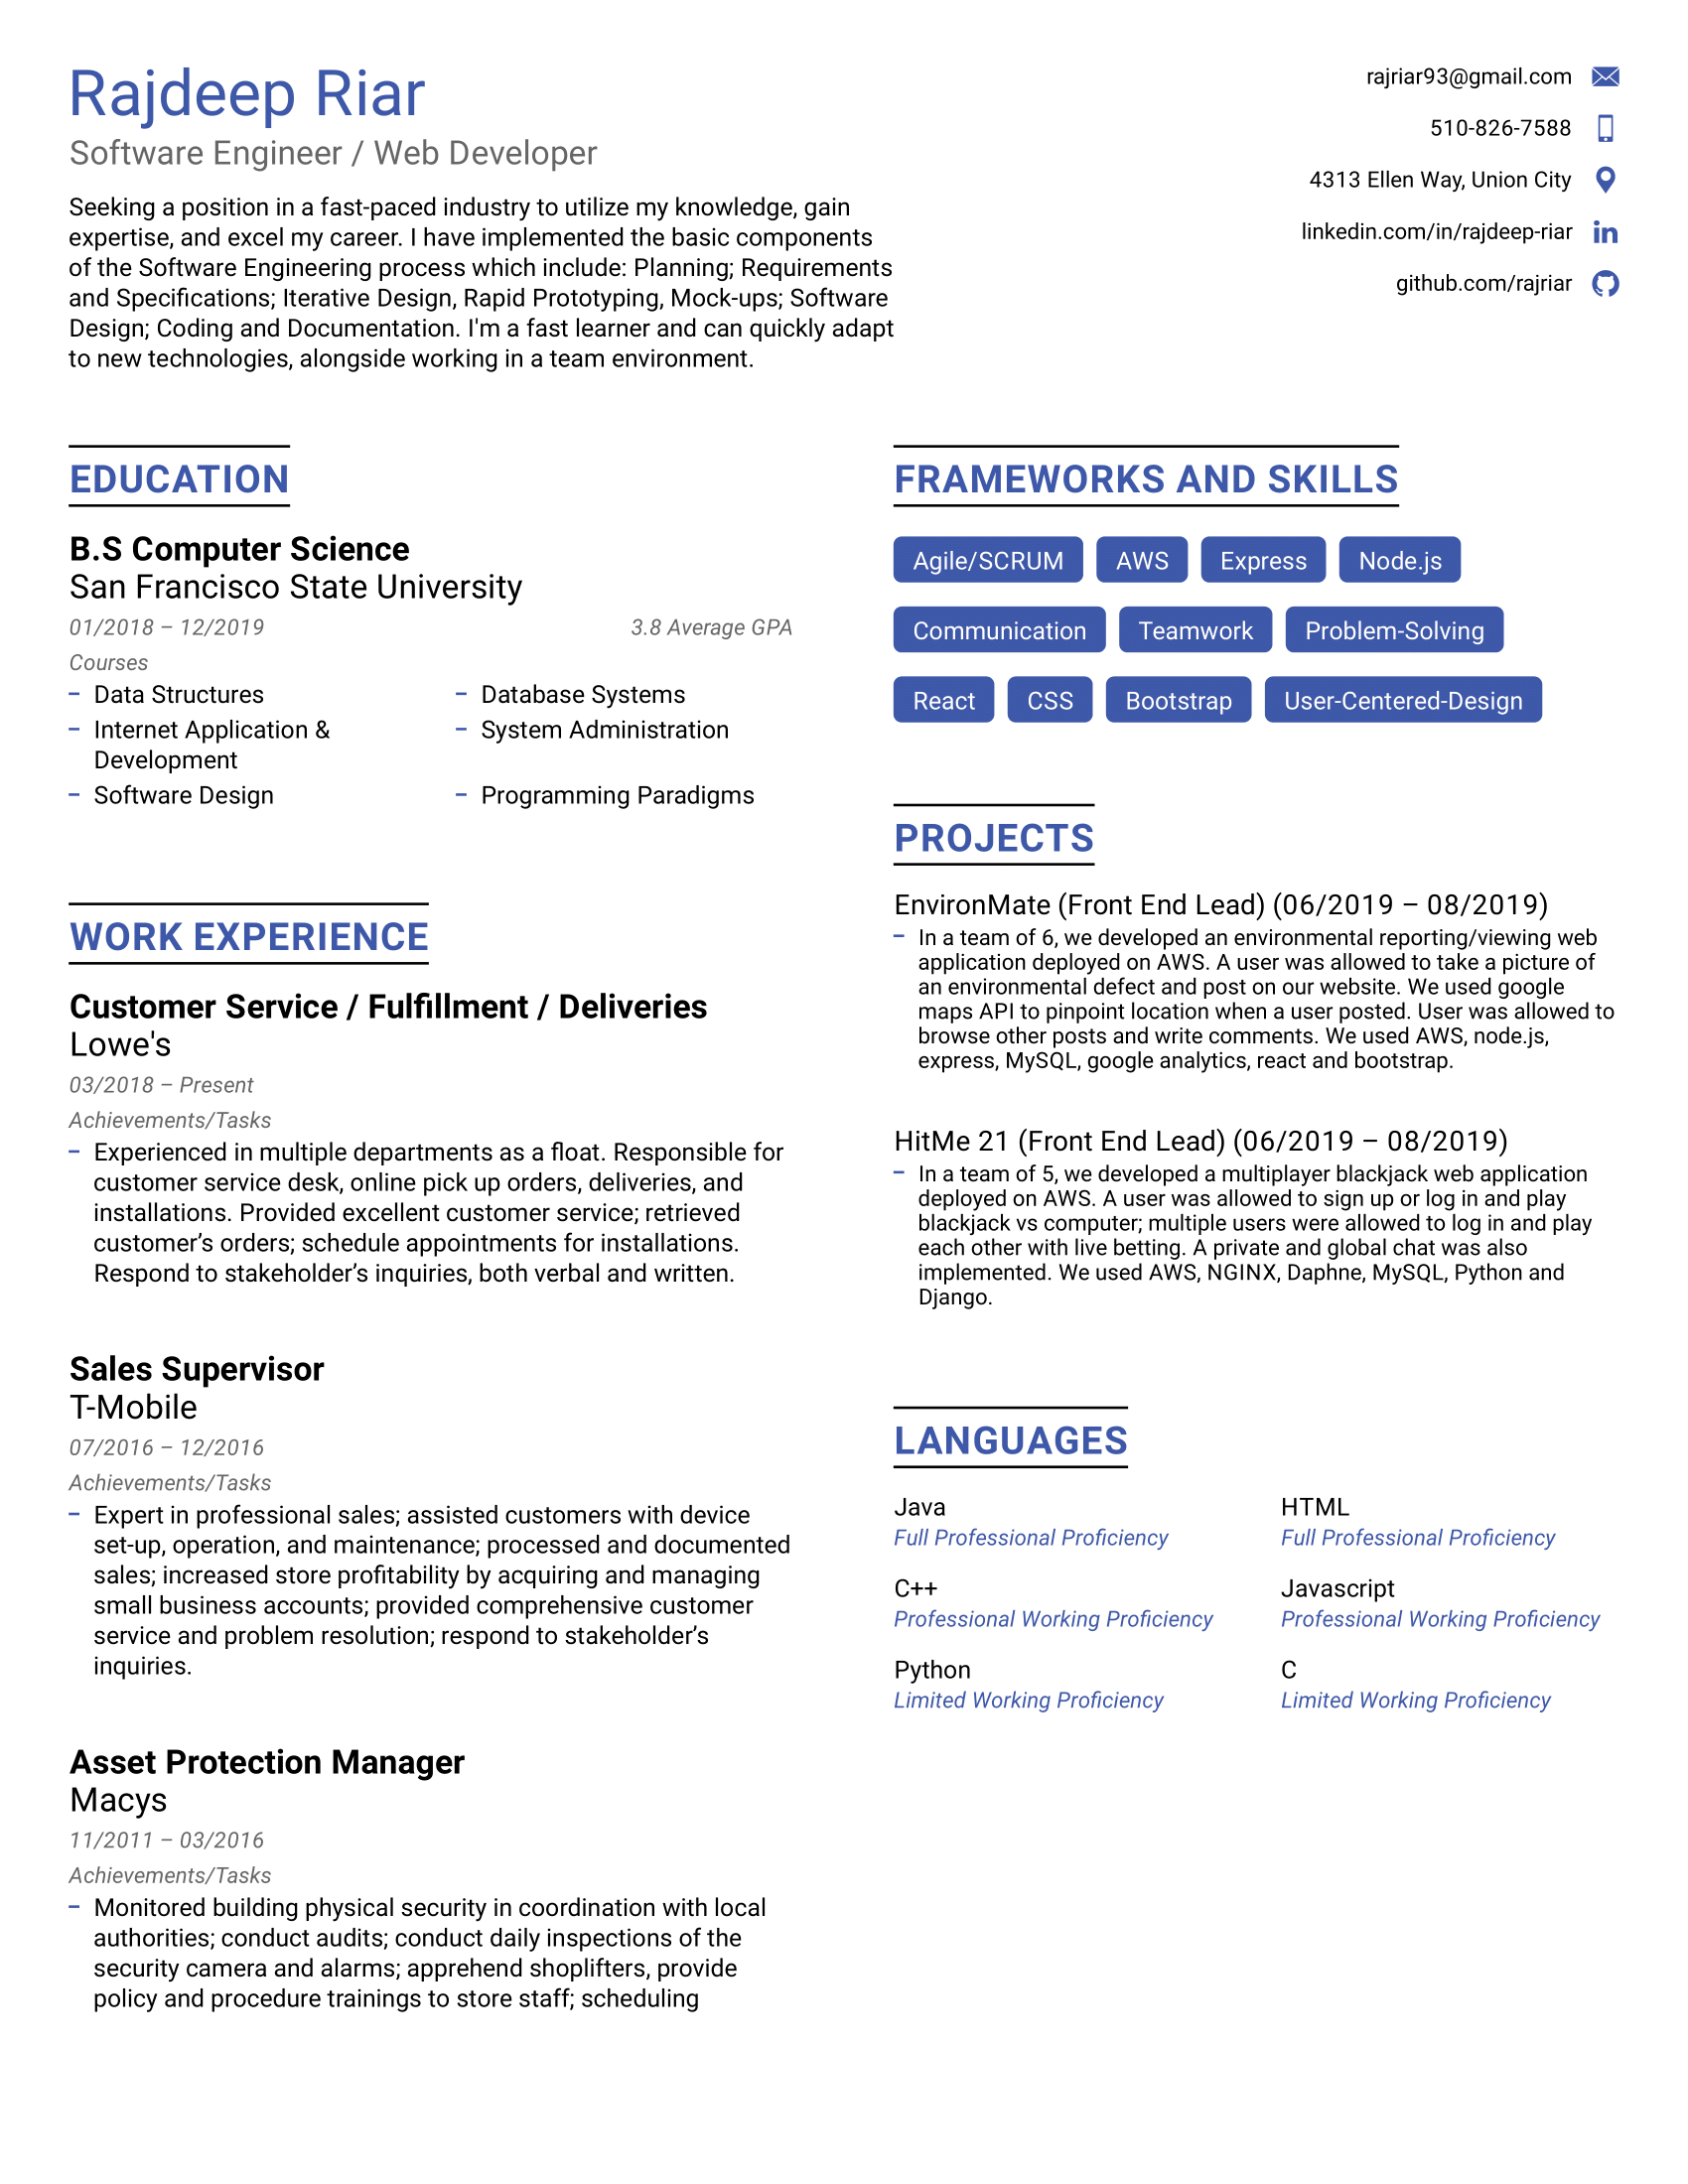 Rajdeep Riar
Software Engineer / Web Developer
Seeking a position in a fast-paced industry to utilize my knowledge, gain
expertise, and excel my career. I have implemented the basic components
of the Software Engineering process which include: Planning; Requirements
and Specifications; Iterative Design, Rapid Prototyping, Mock-ups; Software
Design; Coding and Documentation. I'm a fast learner and can quickly adapt
to new technologies, alongside working in a team environment.
rajriar93@gmail.com
510-826-7588
4313 Ellen Way, Union City
linkedin.com/in/rajdeep-riar
github.com/rajriar
EDUCATION
B.S Computer Science
San Francisco State University
01/2018 – 12/2019 3.8 Average GPA
Courses
– Data Structures
– Database Systems
– Internet Application &
Development
– System Administration
– Software Design
– Programming Paradigms
WORK EXPERIENCE
Customer Service / Fulfillment / Deliveries
Lowe's
03/2018 – Present
Achievements/Tasks
– Experienced in multiple departments as a float. Responsible for
customer service desk, online pick up orders, deliveries, and
installations. Provided excellent customer service; retrieved
customer’s orders; schedule appointments for installations.
Respond to stakeholder’s inquiries, both verbal and written.
Sales Supervisor
T-Mobile
07/2016 – 12/2016
Achievements/Tasks
– Expert in professional sales; assisted customers with device
set-up, operation, and maintenance; processed and documented
sales; increased store profitability by acquiring and managing
small business accounts; provided comprehensive customer
service and problem resolution; respond to stakeholder’s
inquiries.
Asset Protection Manager
Macys
11/2011 – 03/2016
Achievements/Tasks
– Monitored building physical security in coordination with local
authorities; conduct audits; conduct daily inspections of the
security camera and alarms; apprehend shoplifters, provide
policy and procedure trainings to store staff; scheduling
FRAMEWORKS AND SKILLS
Agile/SCRUM AWS Express Node.js
Communication Teamwork Problem-Solving
React CSS Bootstrap User-Centered-Design
PROJECTS
EnvironMate (Front End Lead) (06/2019 – 08/2019)
– In a team of 6, we developed an environmental reporting/viewing web
application deployed on AWS. A user was allowed to take a picture of
an environmental defect and post on our website. We used google
maps API to pinpoint location when a user posted. User was allowed to
browse other posts and write comments. We used AWS, node.js,
express, MySQL, google analytics, react and bootstrap.
HitMe 21 (Front End Lead) (06/2019 – 08/2019)
– In a team of 5, we developed a multiplayer blackjack web application
deployed on AWS. A user was allowed to sign up or log in and play
blackjack vs computer; multiple users were allowed to log in and play
each other with live betting. A private and global chat was also
implemented. We used AWS, NGINX, Daphne, MySQL, Python and
Django.
LANGUAGES
Java
Full Professional Proficiency
HTML
Full Professional Proficiency
C++
Professional Working Proficiency
Javascript
Professional Working Proficiency
Python
Limited Working Proficiency
C
Limited Working Proficiency